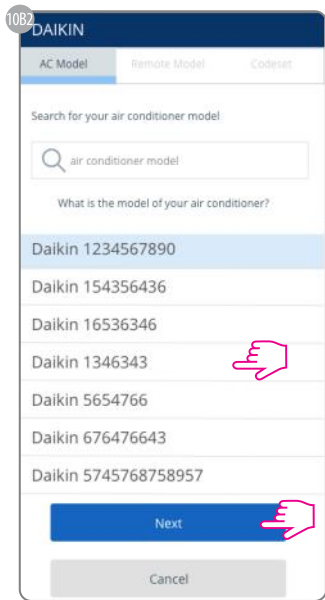 10B2
DAIKIN
AC Model Remote Model Codeset
Search for your air conditioner model
air conditioner model
What is the model of your air conditioner?
Daikin 1234567890
Daikin 154356436
Daikin 16536346
Daikin 1346343
Daikin 5654766
Daikin 676476643
Daikin 5745768758957
Next
Cancel